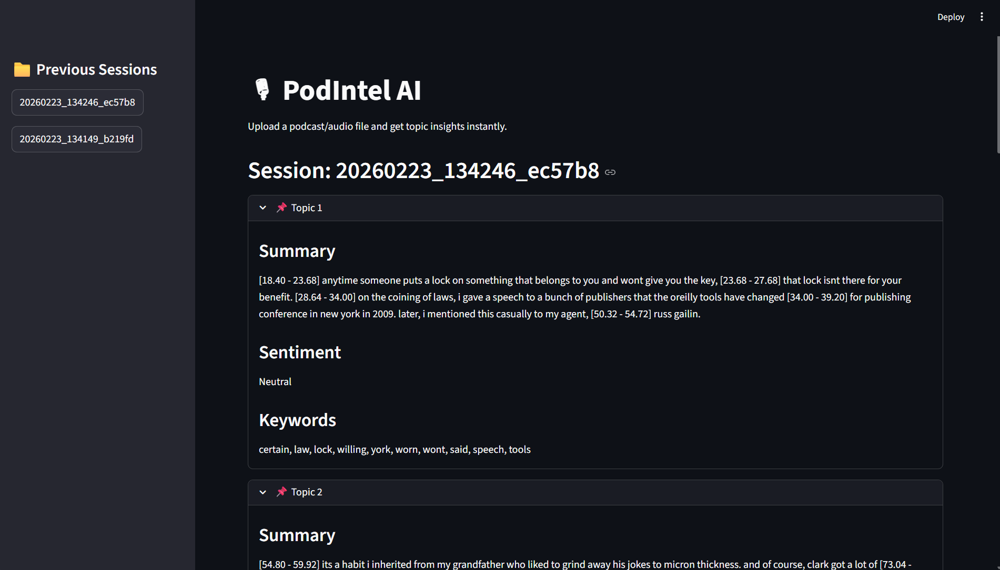 Deploy
Previous Sessions
20260223_134246_ec57b8
20260223_134149_b219fd
PodIntel AI
Upload a podcast/audio file and get topic insights instantly.
Session: 20260223_134246_ec57b8
Topic 1
Summary
[18.40 - 23.68] anytime someone puts a lock on something that belongs to you and wont give you the key, [23.68 - 27.68] that lock isnt there for your
benefit. [28.64 - 34.00] on the coining of laws, i gave a speech to a bunch of publishers that the oreilly tools have changed [34.00 - 39.20] for publishing
conference in new york in 2009. later, i mentioned this casually to my agent, [50.32 - 54.72] russ gailin.
Sentiment
Neutral
Keywords
certain, law, lock, willing, york, worn, wont, said, speech, tools
Topic 2
Summary
[54.80 - 59.92] its a habit i inherited from my grandfather who liked to grind away his jokes to micron thickness. and of course, clark got a lot of [73.04 -